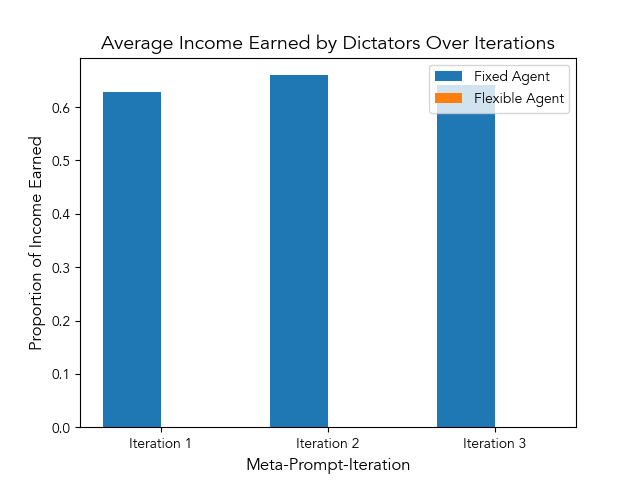 Average Income Earned by Dictators Over Iterations
Fixed Agent
Flexible Agent
Proportion of Income Earned
0.6
0.5
0.4
0.3
0.2
0.1
0.0
Iteration 1
Iteration 2
Iteration 3
Meta-Prompt-Iteration